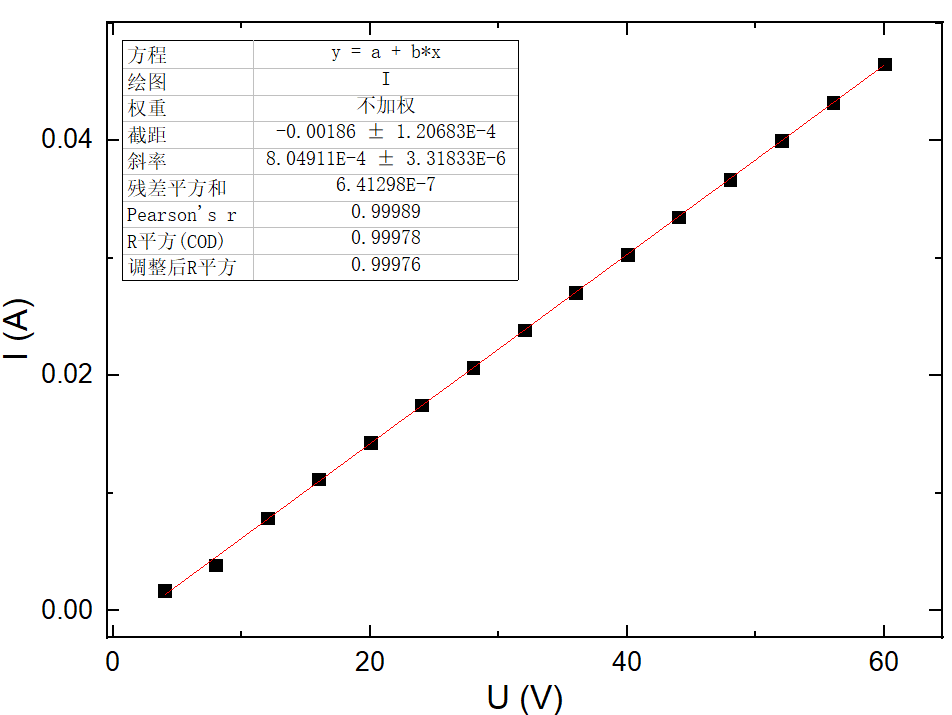 方程 y = a + b*x
绘图 I
权重 不加权
截距 -0.00186 ± 1.20683E-4
斜率 8.04911E-4 ± 3.31833E-6
残差平方和 6.41298E-7
Pearson's r 0.99989
R平方(COD) 0.99978
调整后R平方 0.99976
0.04
0.02
0.00
I (A)
0 20 40 60
U (V)